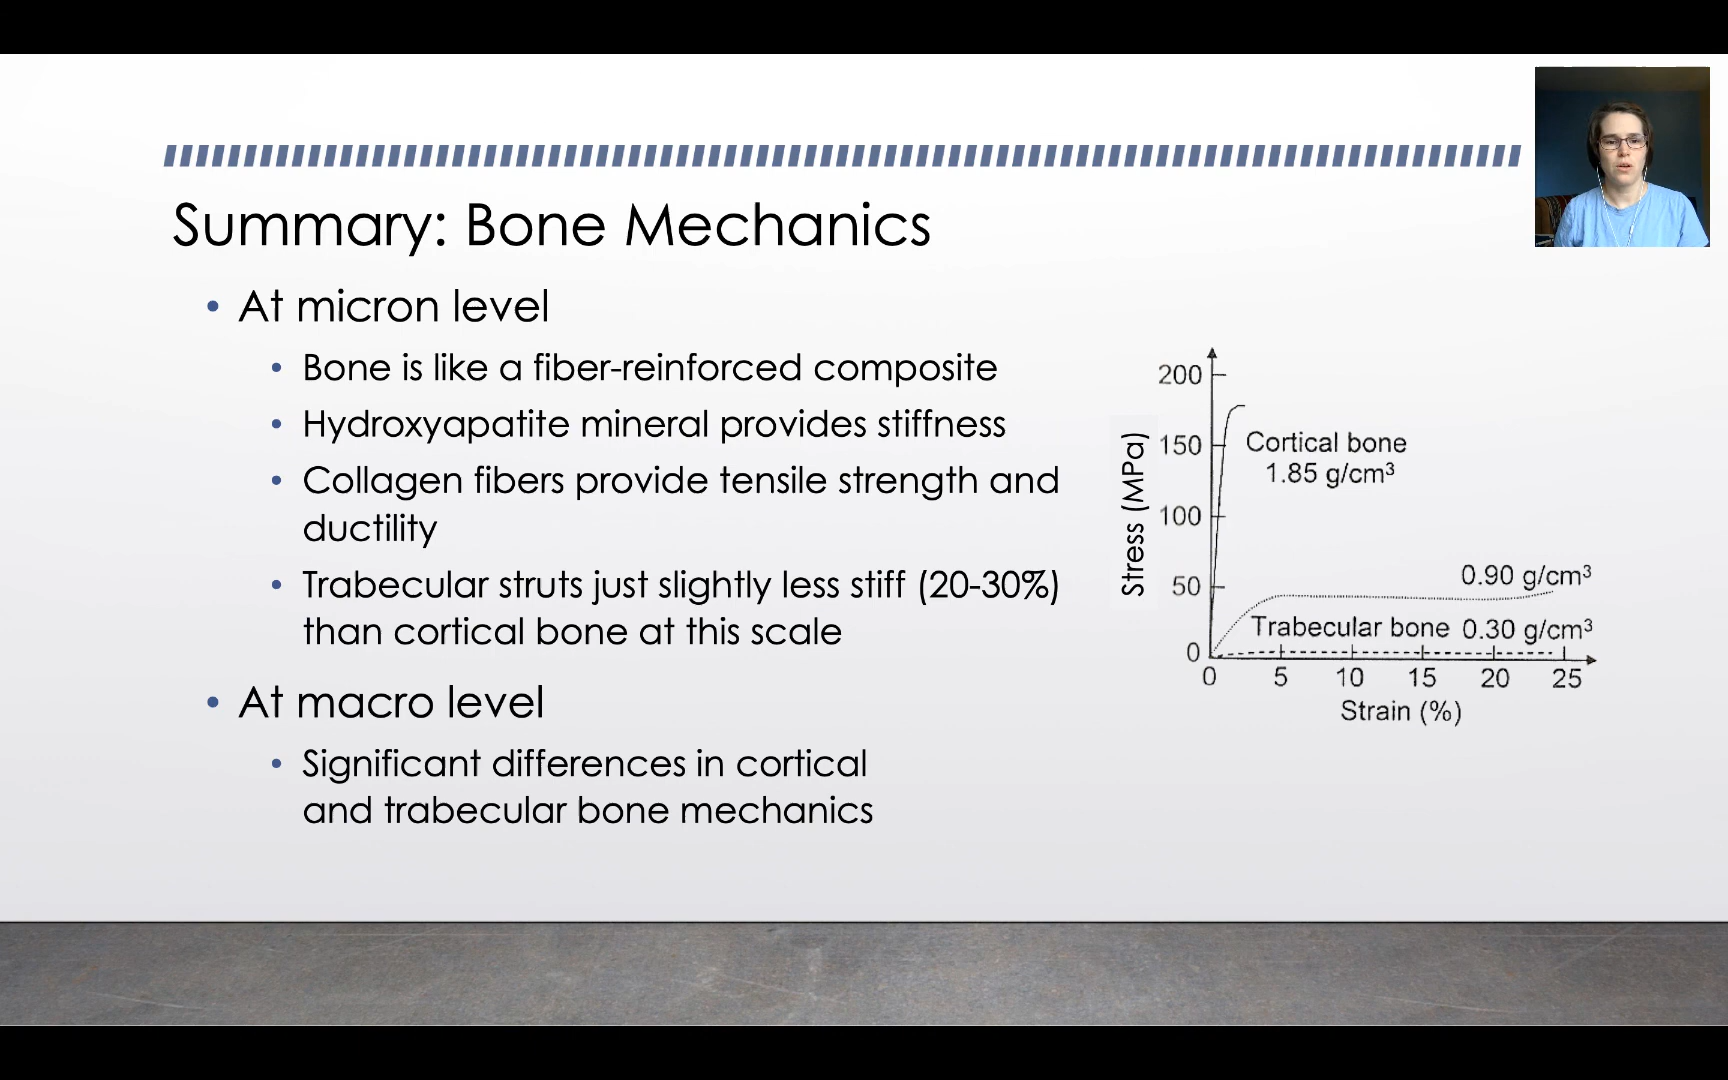 Summary: Bone Mechanics
• At micron level
• Bone is like a fiber-reinforced composite
• Hydroxyapatite mineral provides stiffness
• Collagen fibers provide tensile strength and
ductility
• Trabecular struts just slightly less stiff (20-30%)
than cortical bone at this scale
• At macro level
• Significant differences in cortical
and trabecular bone mechanics
Stress (MPa)
200
150
100
50
0
Cortical bone
1.85 g/cm³
0.90 g/cm³
Trabecular bone 0.30 g/cm³
0 5 10 15 20 25
Strain (%)